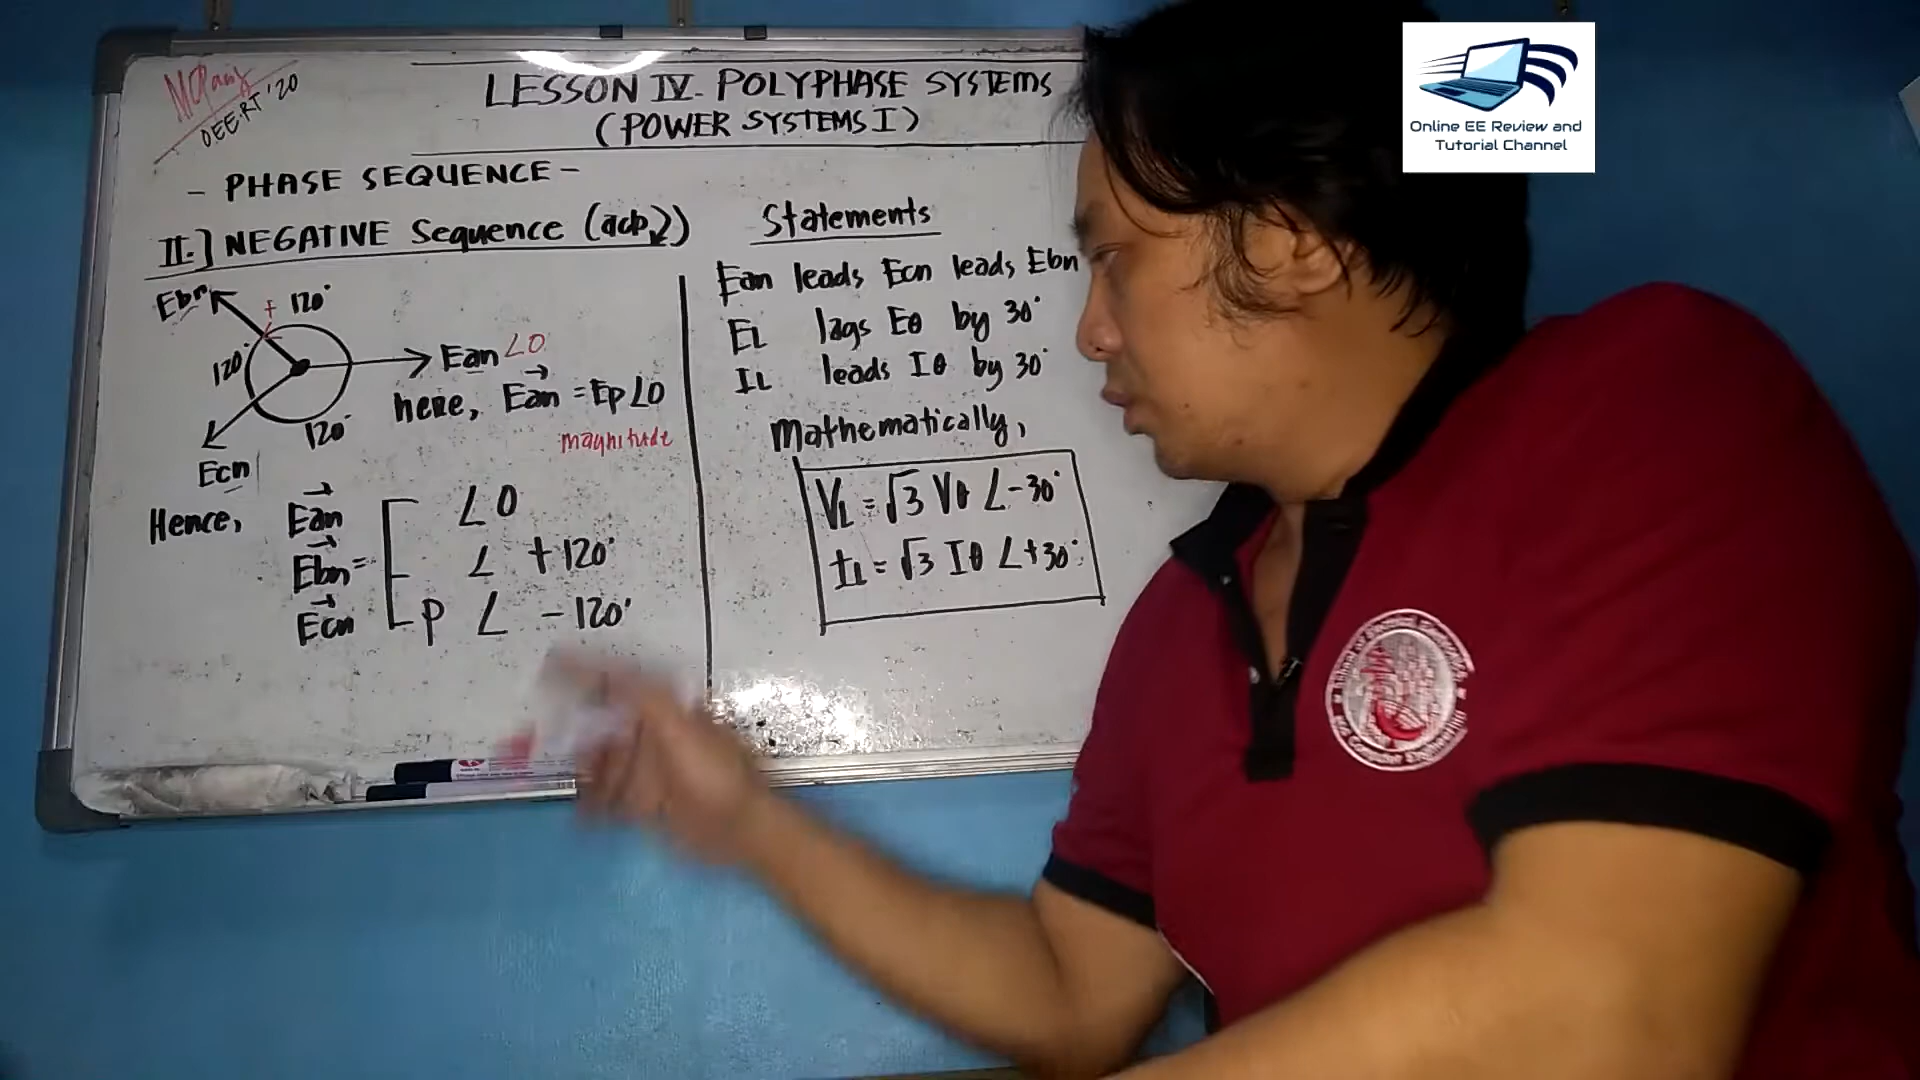 MCPanz
O.EE.RT '20
LESSON IV. POLYPHASE SYSTEMS
(POWER SYSTEMS I)
- PHASE SEQUENCE -
II.] NEGATIVE Sequence (acb)
Ebn
+ 120°
120°
Ean ∠0
here, Ean = Ep∠0
magnitude
120°
Ecn
Hence, Ean
Ebn =
Ecn
∠0
∠ +120°
p ∠ -120°
Statements
Ean leads Ecn leads Ebn
EL lags Eθ by 30°
IL leads Iθ by 30°
Mathematically,
VL = √3 Vθ ∠-30°
IL = √3 Iθ ∠+30°
Online EE Review and
Tutorial Channel